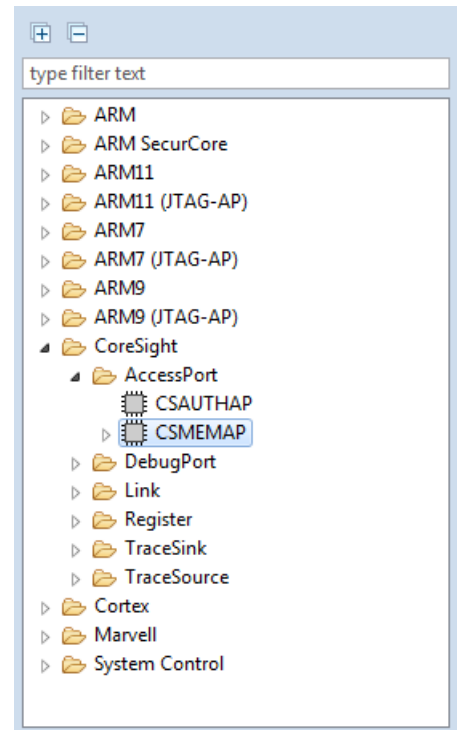 type filter text
ARM
ARM SecurCore
ARM11
ARM11 (JTAG-AP)
ARM7
ARM7 (JTAG-AP)
ARM9
ARM9 (JTAG-AP)
CoreSight
AccessPort
CSAUTHAP
CSMEMAP
DebugPort
Link
Register
TraceSink
TraceSource
Cortex
Marvell
System Control